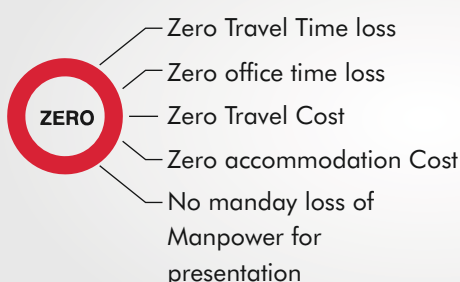 Zero Travel Time loss
Zero office time loss
ZERO
Zero Travel Cost
Zero accommodation Cost
No manday loss of
Manpower for
presentation